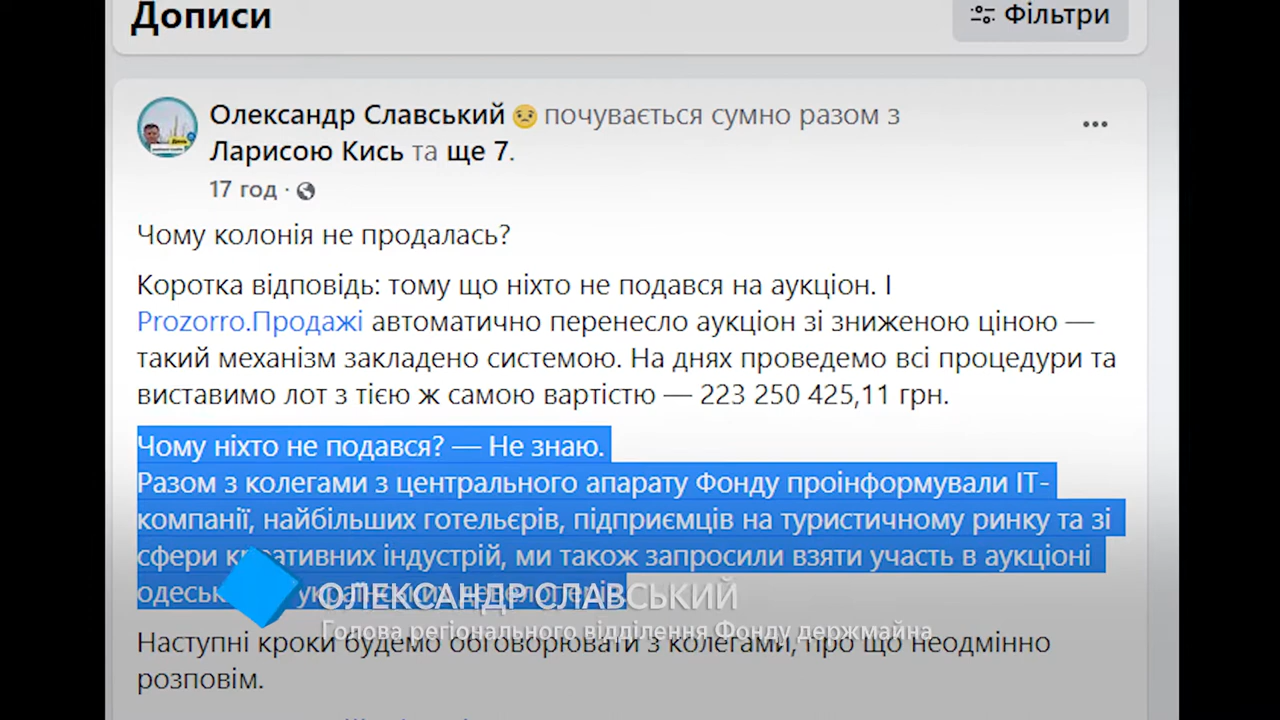 Дописи
Фільтри
Олександр Славський 😟 почувається сумно разом з
Ларисою Кись та ще 7.
17 год ·
Чому колонія не продалась?
Коротка відповідь: тому що ніхто не подався на аукціон. І
Prozorro.Продажі автоматично перенесло аукціон зі зниженою ціною —
такий механізм закладено системою. На днях проведемо всі процедури та
виставимо лот з тією ж самою вартістю — 223 250 425,11 грн.
Чому ніхто не подався? — Не знаю.
Разом з колегами з центрального апарату Фонду проінформували ІТ-
компанії, найбільших готельєрів, підприємців на туристичному ринку та зі
сфери креативних індустрій, ми також запросили взяти участь в аукціоні
ОЛЕКСАНДР СЛАВСЬКИЙ
Голова регіонального відділення Фонду держмайна
Наступні кроки будемо обговорювати з колегами, про що неодмінно
розповім.